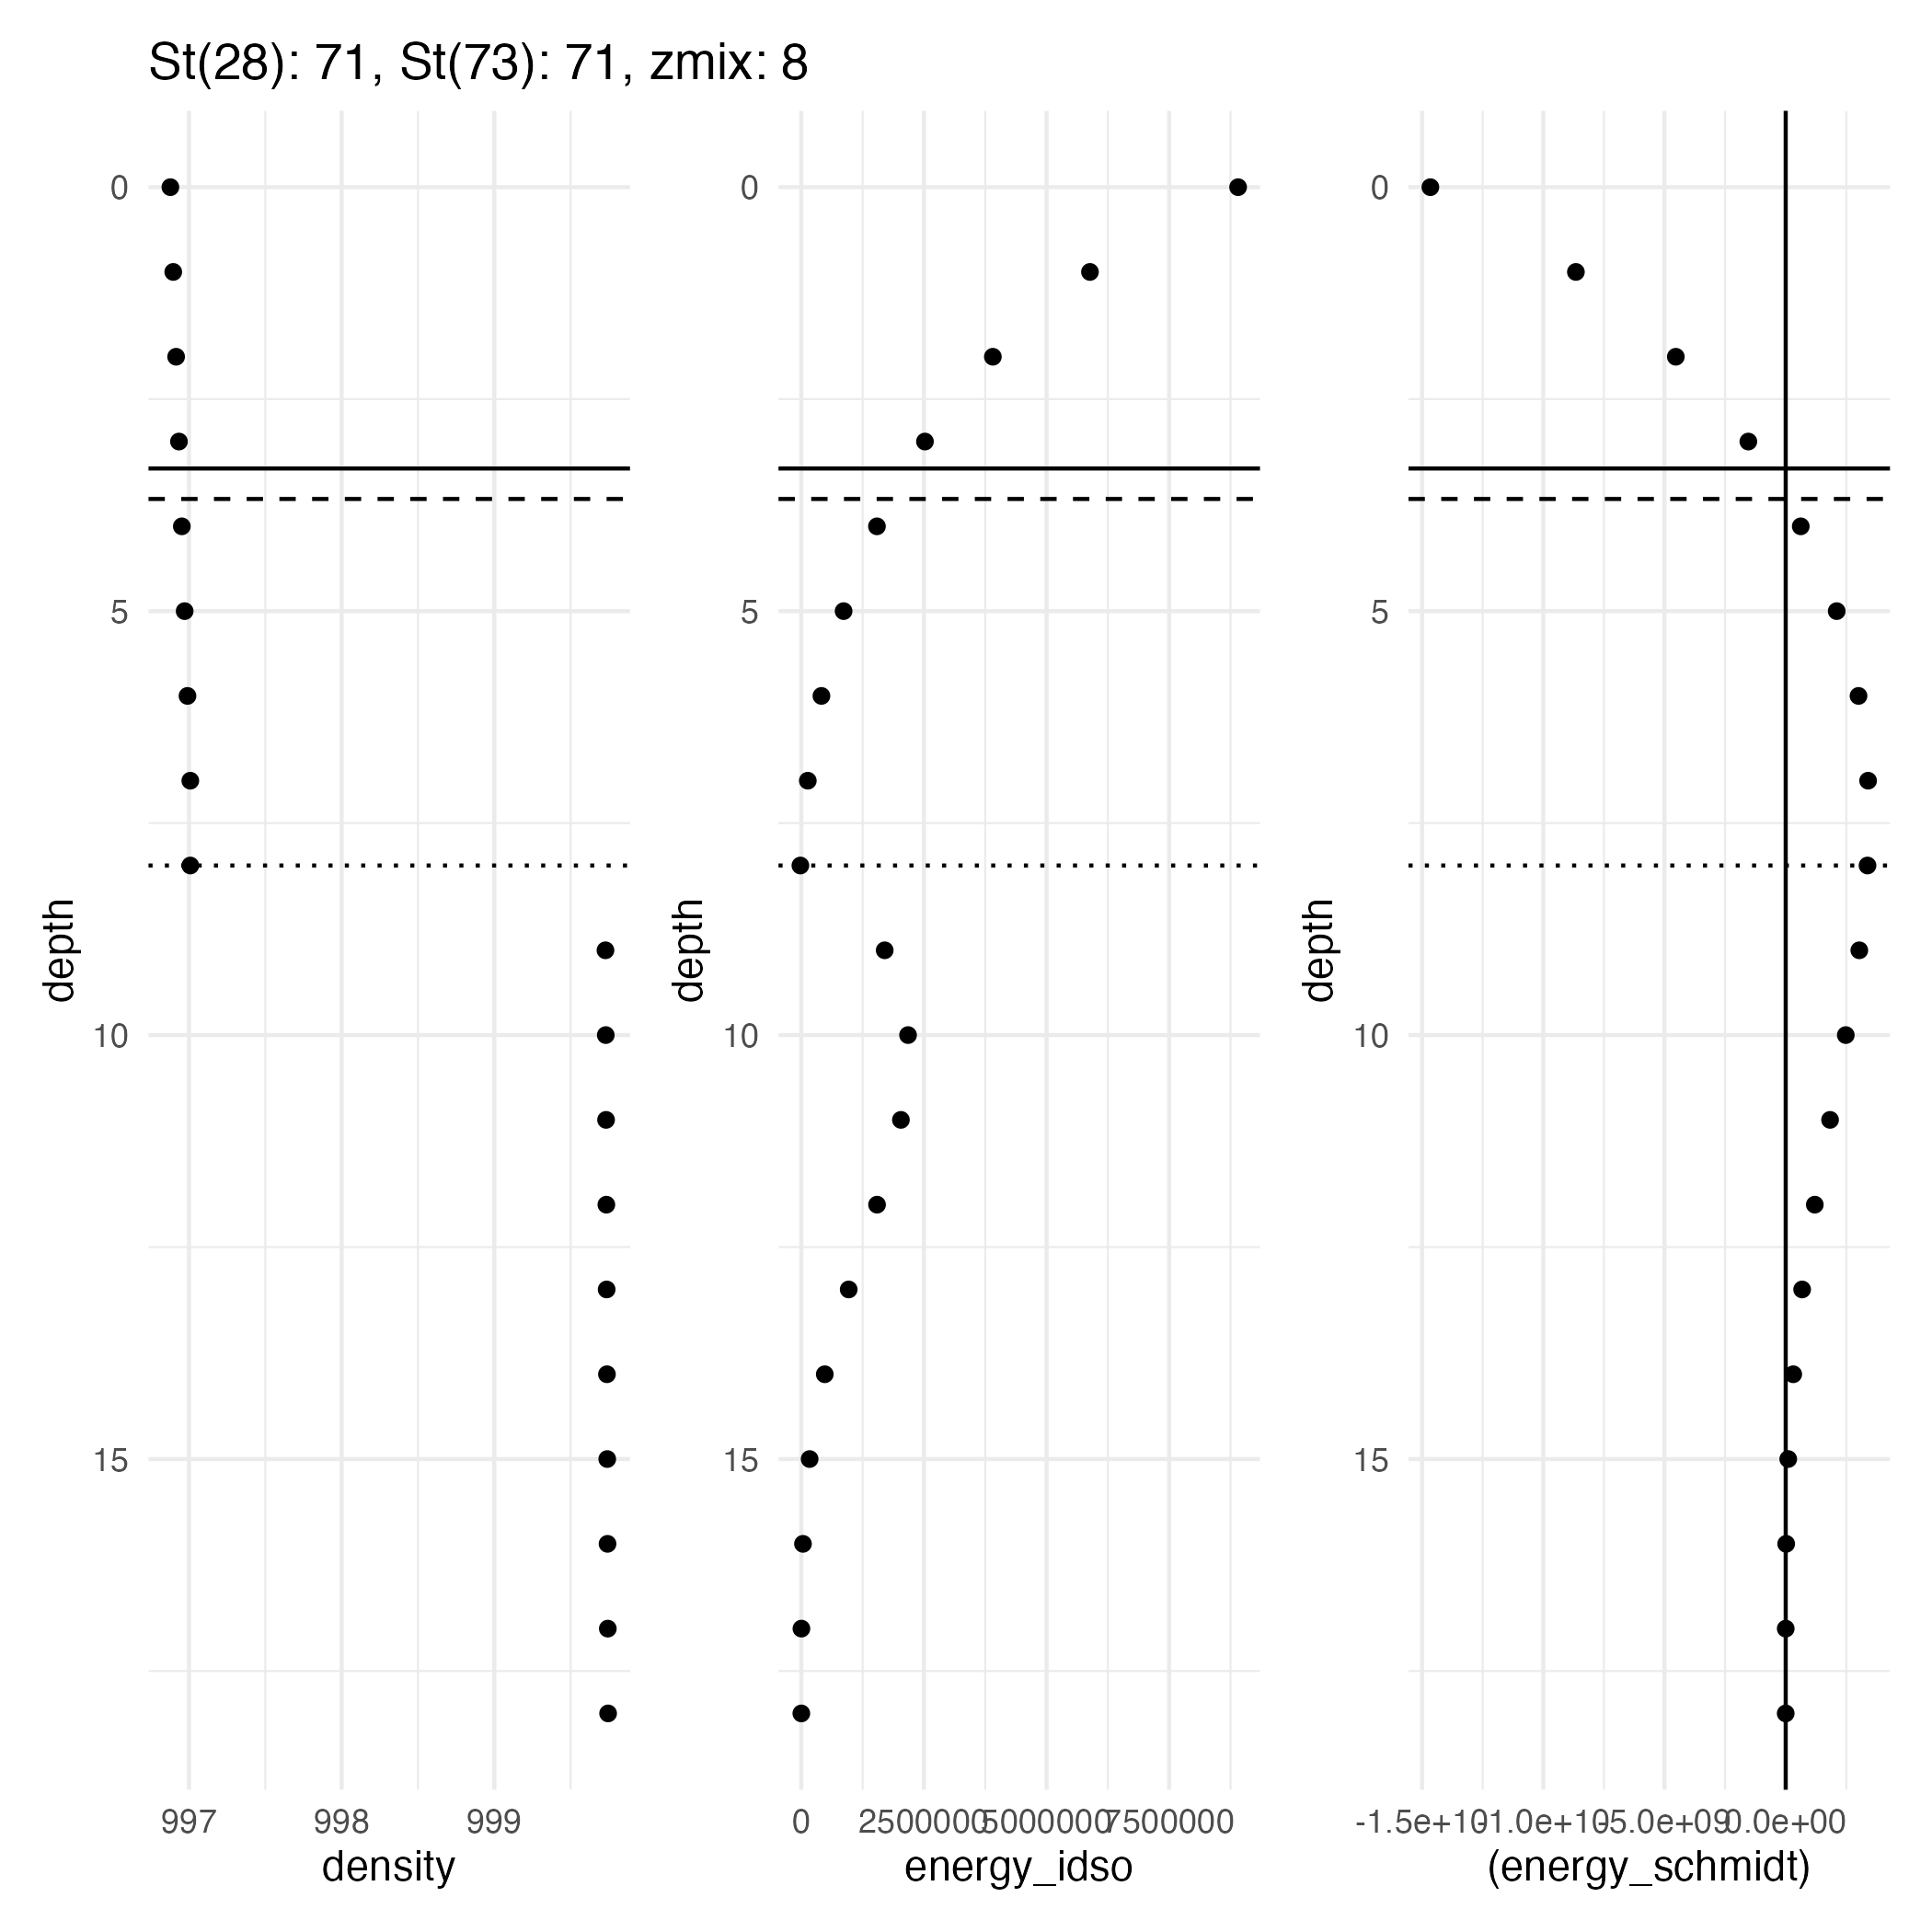 St(28): 71, St(73): 71, zmix: 8
0
5
10
15
depth
997
998
999
density
0
5
10
15
depth
0
2500000
5000000
7500000
energy_idso
0
5
10
15
depth
-1.5e+10
-1.0e+10
-5.0e+09
0.0e+00
(energy_schmidt)